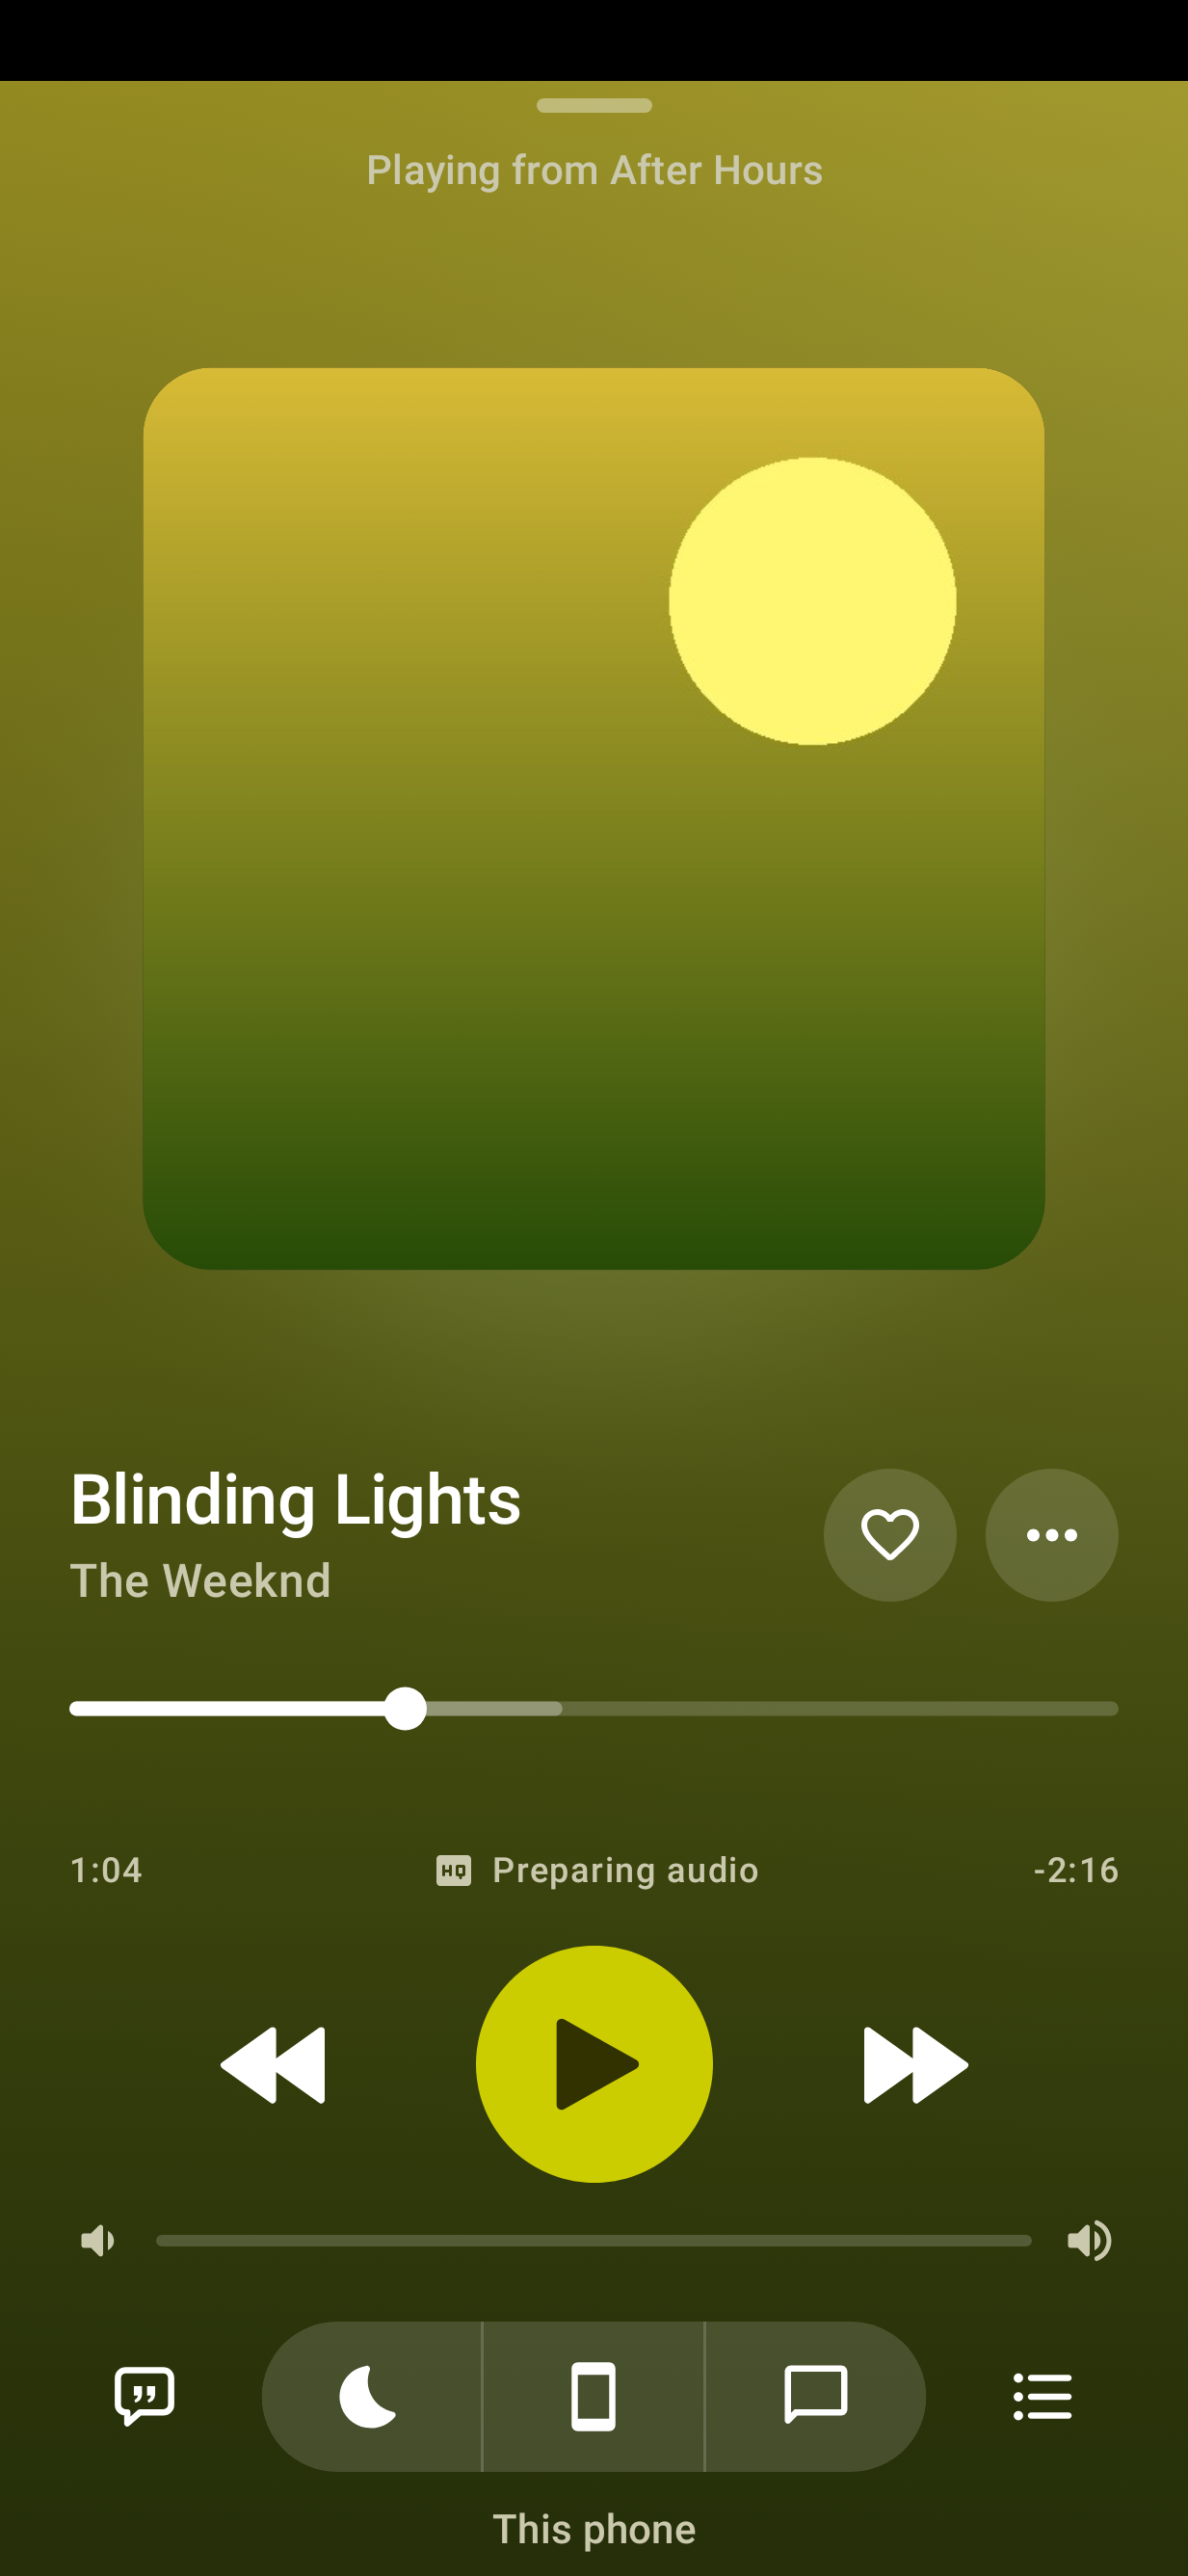 Playing from After Hours
Blinding Lights
The Weeknd
1:04
HQ Preparing audio
-2:16
This phone